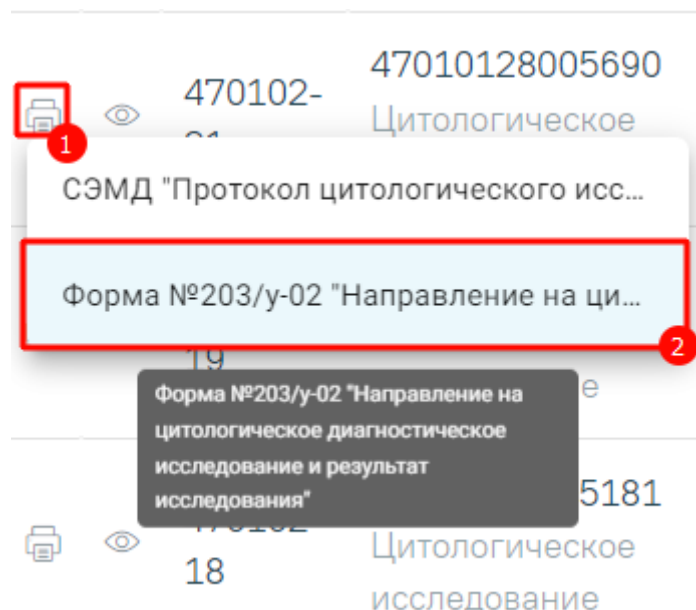 47010128005690
470102-
Цитологическое
1
СЭМД "Протокол цитологического исс...
Форма №203/у-02 "Направление на ци...
2
19
е
Форма №203/у-02 "Направление на
цитологическое диагностическое
исследование и результат
исследования"
5181
Цитологическое
18
исследование